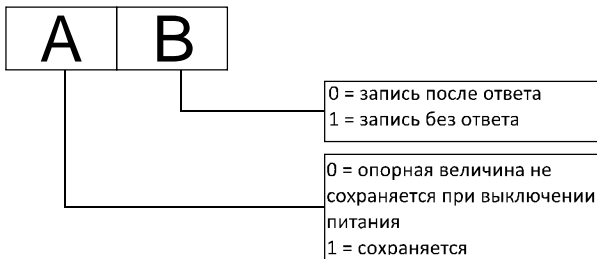 A B
0 = запись после ответа
1 = запись без ответа
0 = опорная величина не
сохраняется при выключении
питания
1 = сохраняется